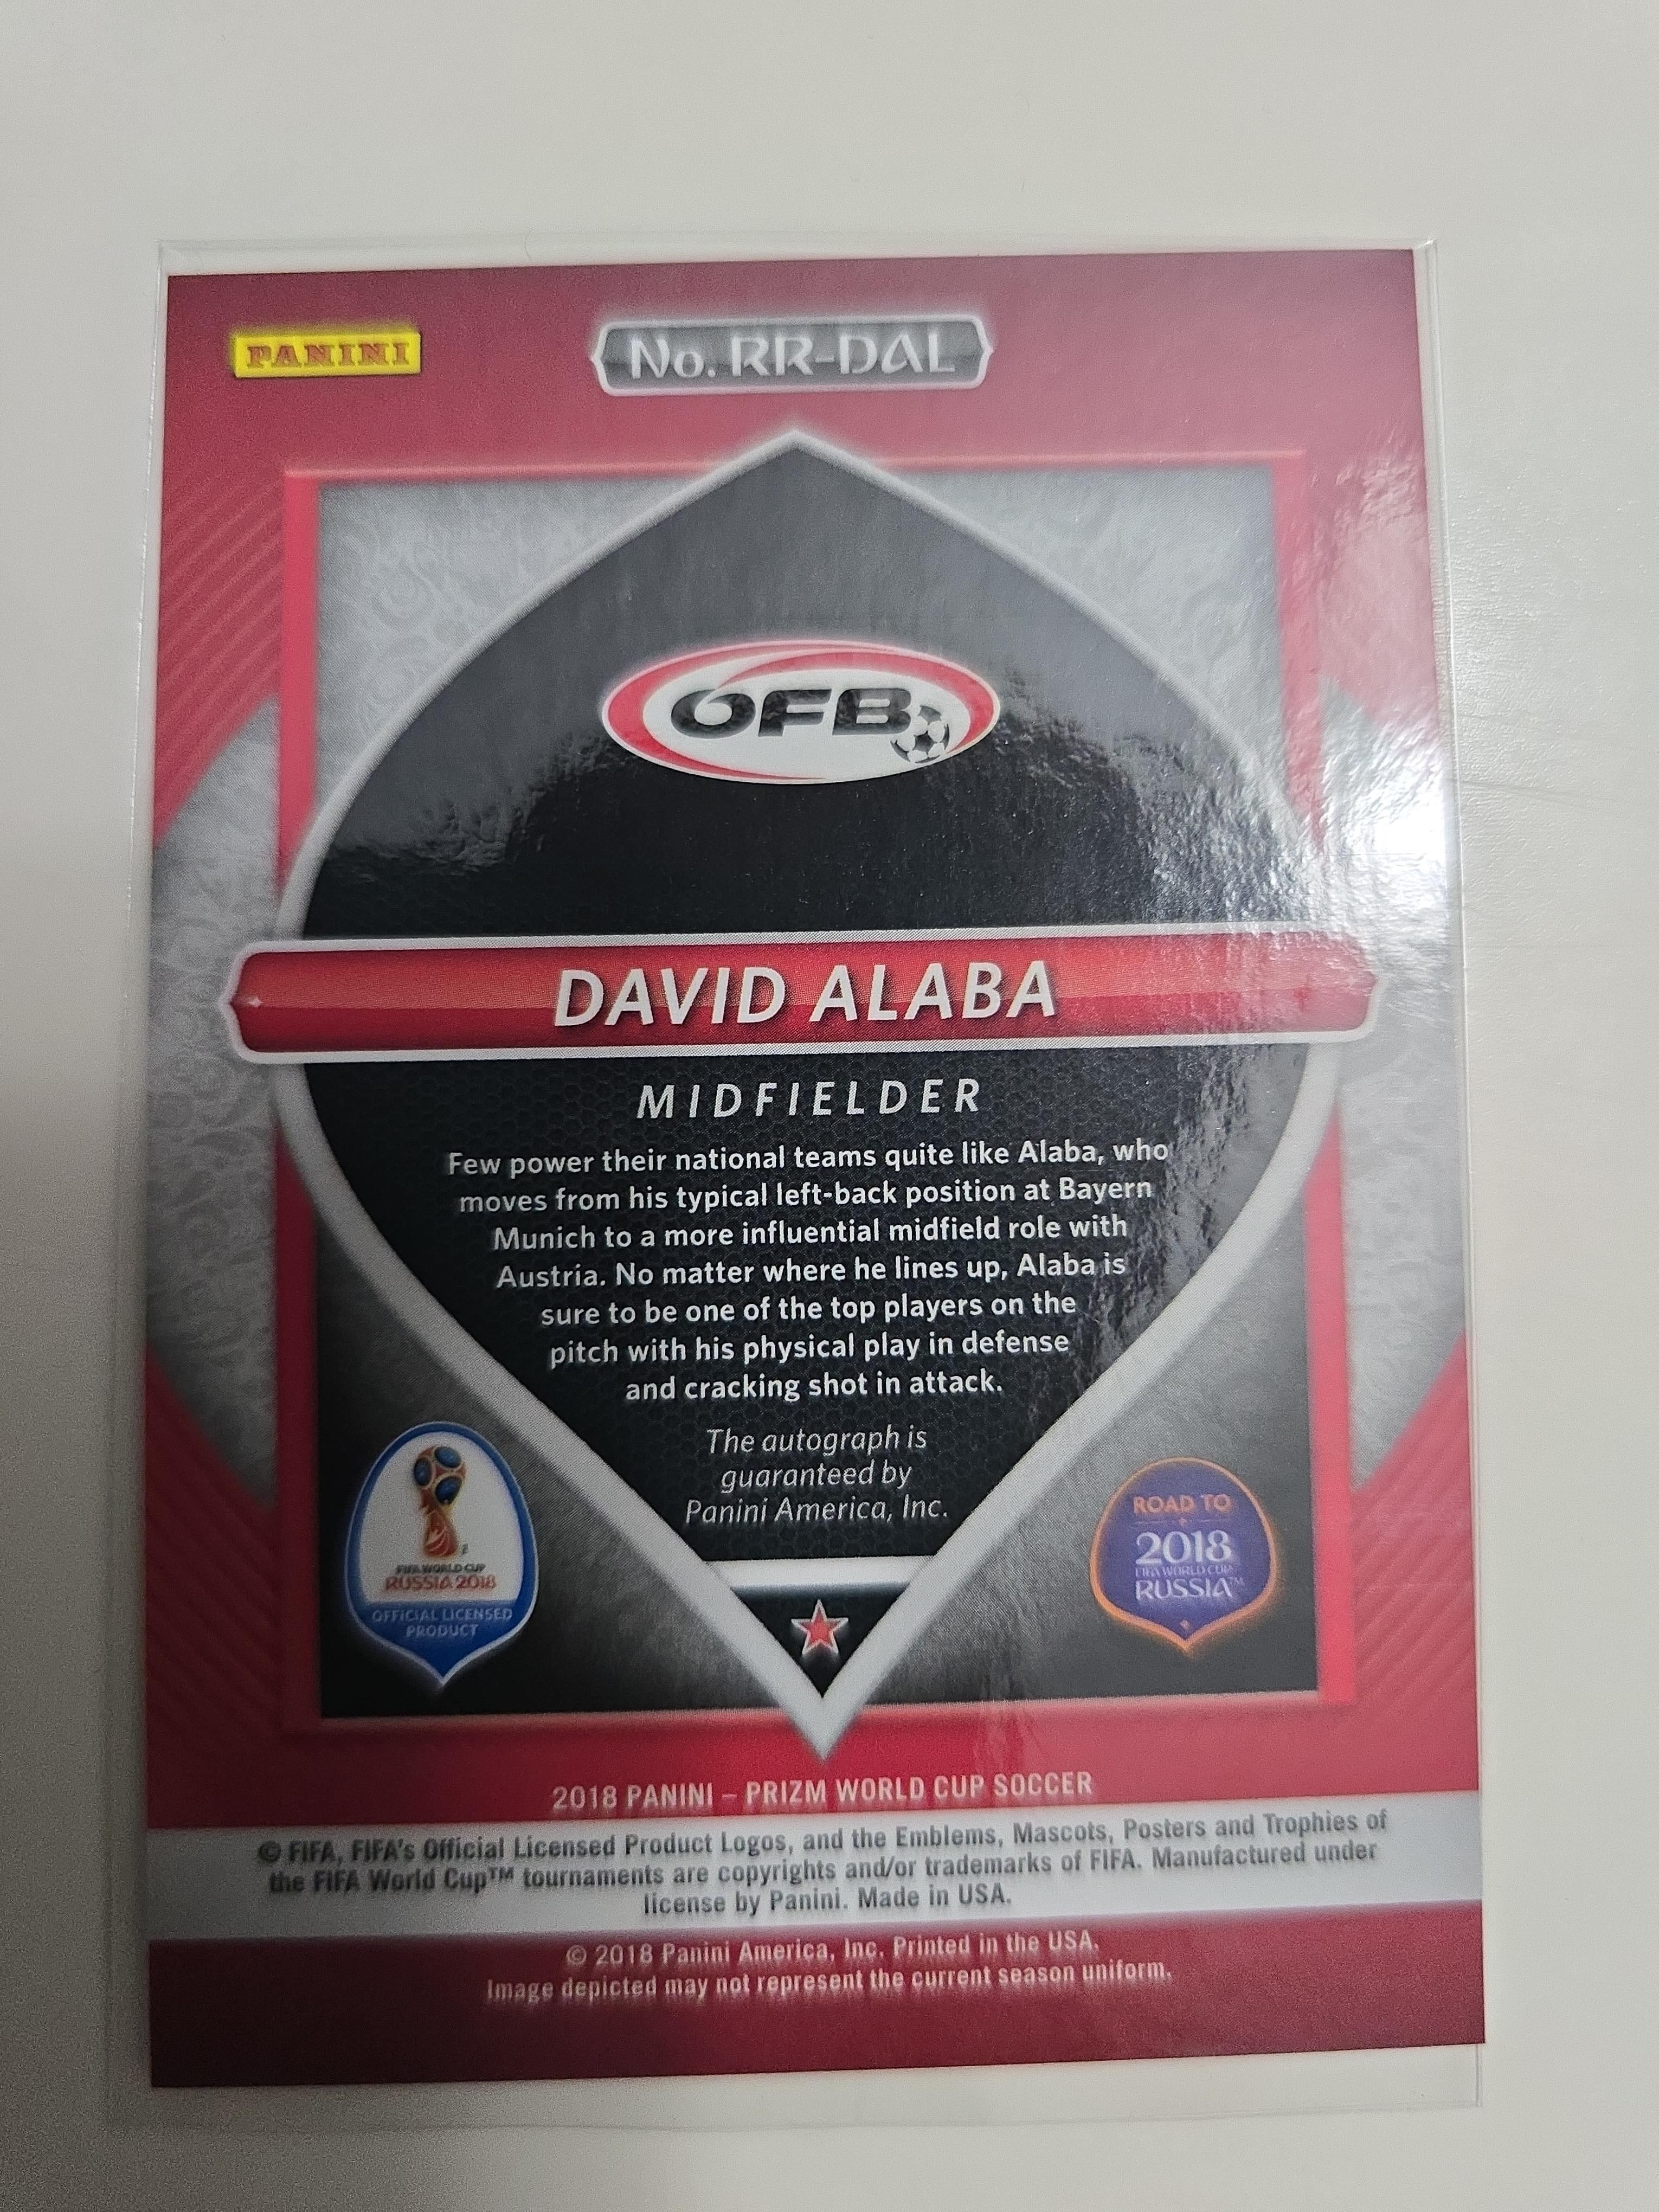 PANINI
No. RR-DAL
ÖFB
DAVID ALABA
MIDFIELDER
Few power their national teams quite like Alaba, who
moves from his typical left-back position at Bayern
Munich to a more influential midfield role with
Austria. No matter where he lines up, Alaba is
sure to be one of the top players on the
pitch with his physical play in defense
and cracking shot in attack.
The autograph is
guaranteed by
Panini America, Inc.
FIFA WORLD CUP
RUSSIA 2018
OFFICIAL LICENSED
PRODUCT
ROAD TO
2018
FIFA WORLD CUP
RUSSIA™
2018 PANINI – PRIZM WORLD CUP SOCCER
© FIFA, FIFA's Official Licensed Product Logos, and the Emblems, Mascots, Posters and Trophies of
the FIFA World Cup™ tournaments are copyrights and/or trademarks of FIFA. Manufactured under
license by Panini. Made in USA.
© 2018 Panini America, Inc. Printed in the USA.
Image depicted may not represent the current season uniform.